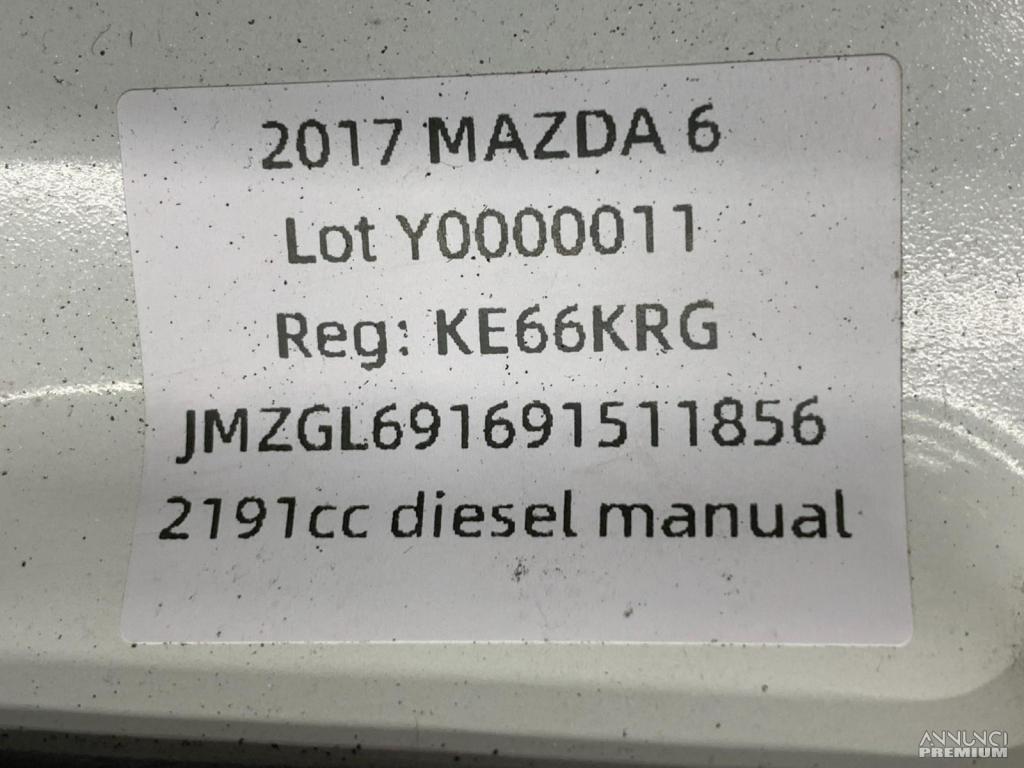 2017 MAZDA 6
Lot Y0000011
Reg: KE66KRG
JMZGL691691511856
2191cc diesel manual
ANNUNCI
PREMIUM